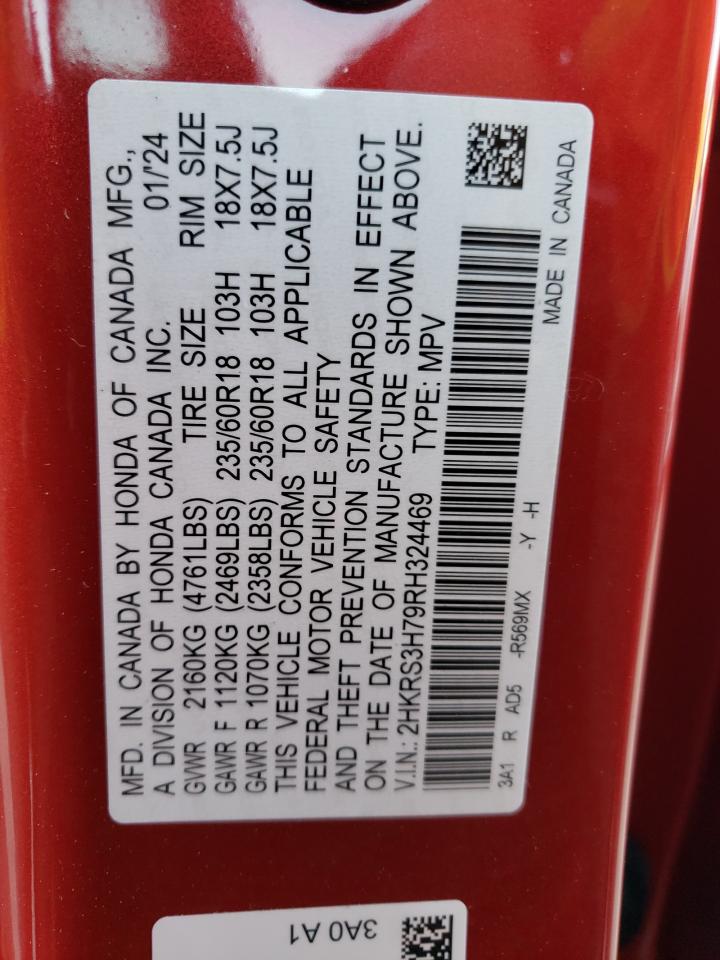 MFD. IN CANADA BY HONDA OF CANADA MFG.,
A DIVISION OF HONDA CANADA INC. 01/'24
GVWR 2160KG (4761LBS) TIRE SIZE RIM SIZE
GAWR F 1120KG (2469LBS) 235/60R18 103H 18X7.5J
GAWR R 1070KG (2358LBS) 235/60R18 103H 18X7.5J
THIS VEHICLE CONFORMS TO ALL APPLICABLE
FEDERAL MOTOR VEHICLE SAFETY
AND THEFT PREVENTION STANDARDS IN EFFECT
ON THE DATE OF MANUFACTURE SHOWN ABOVE.
V.I.N.: 2HKRS3H79RH324469 TYPE: MPV
3A1 R AD5 -R569MX -Y -H
MADE IN CANADA
3A0 A1